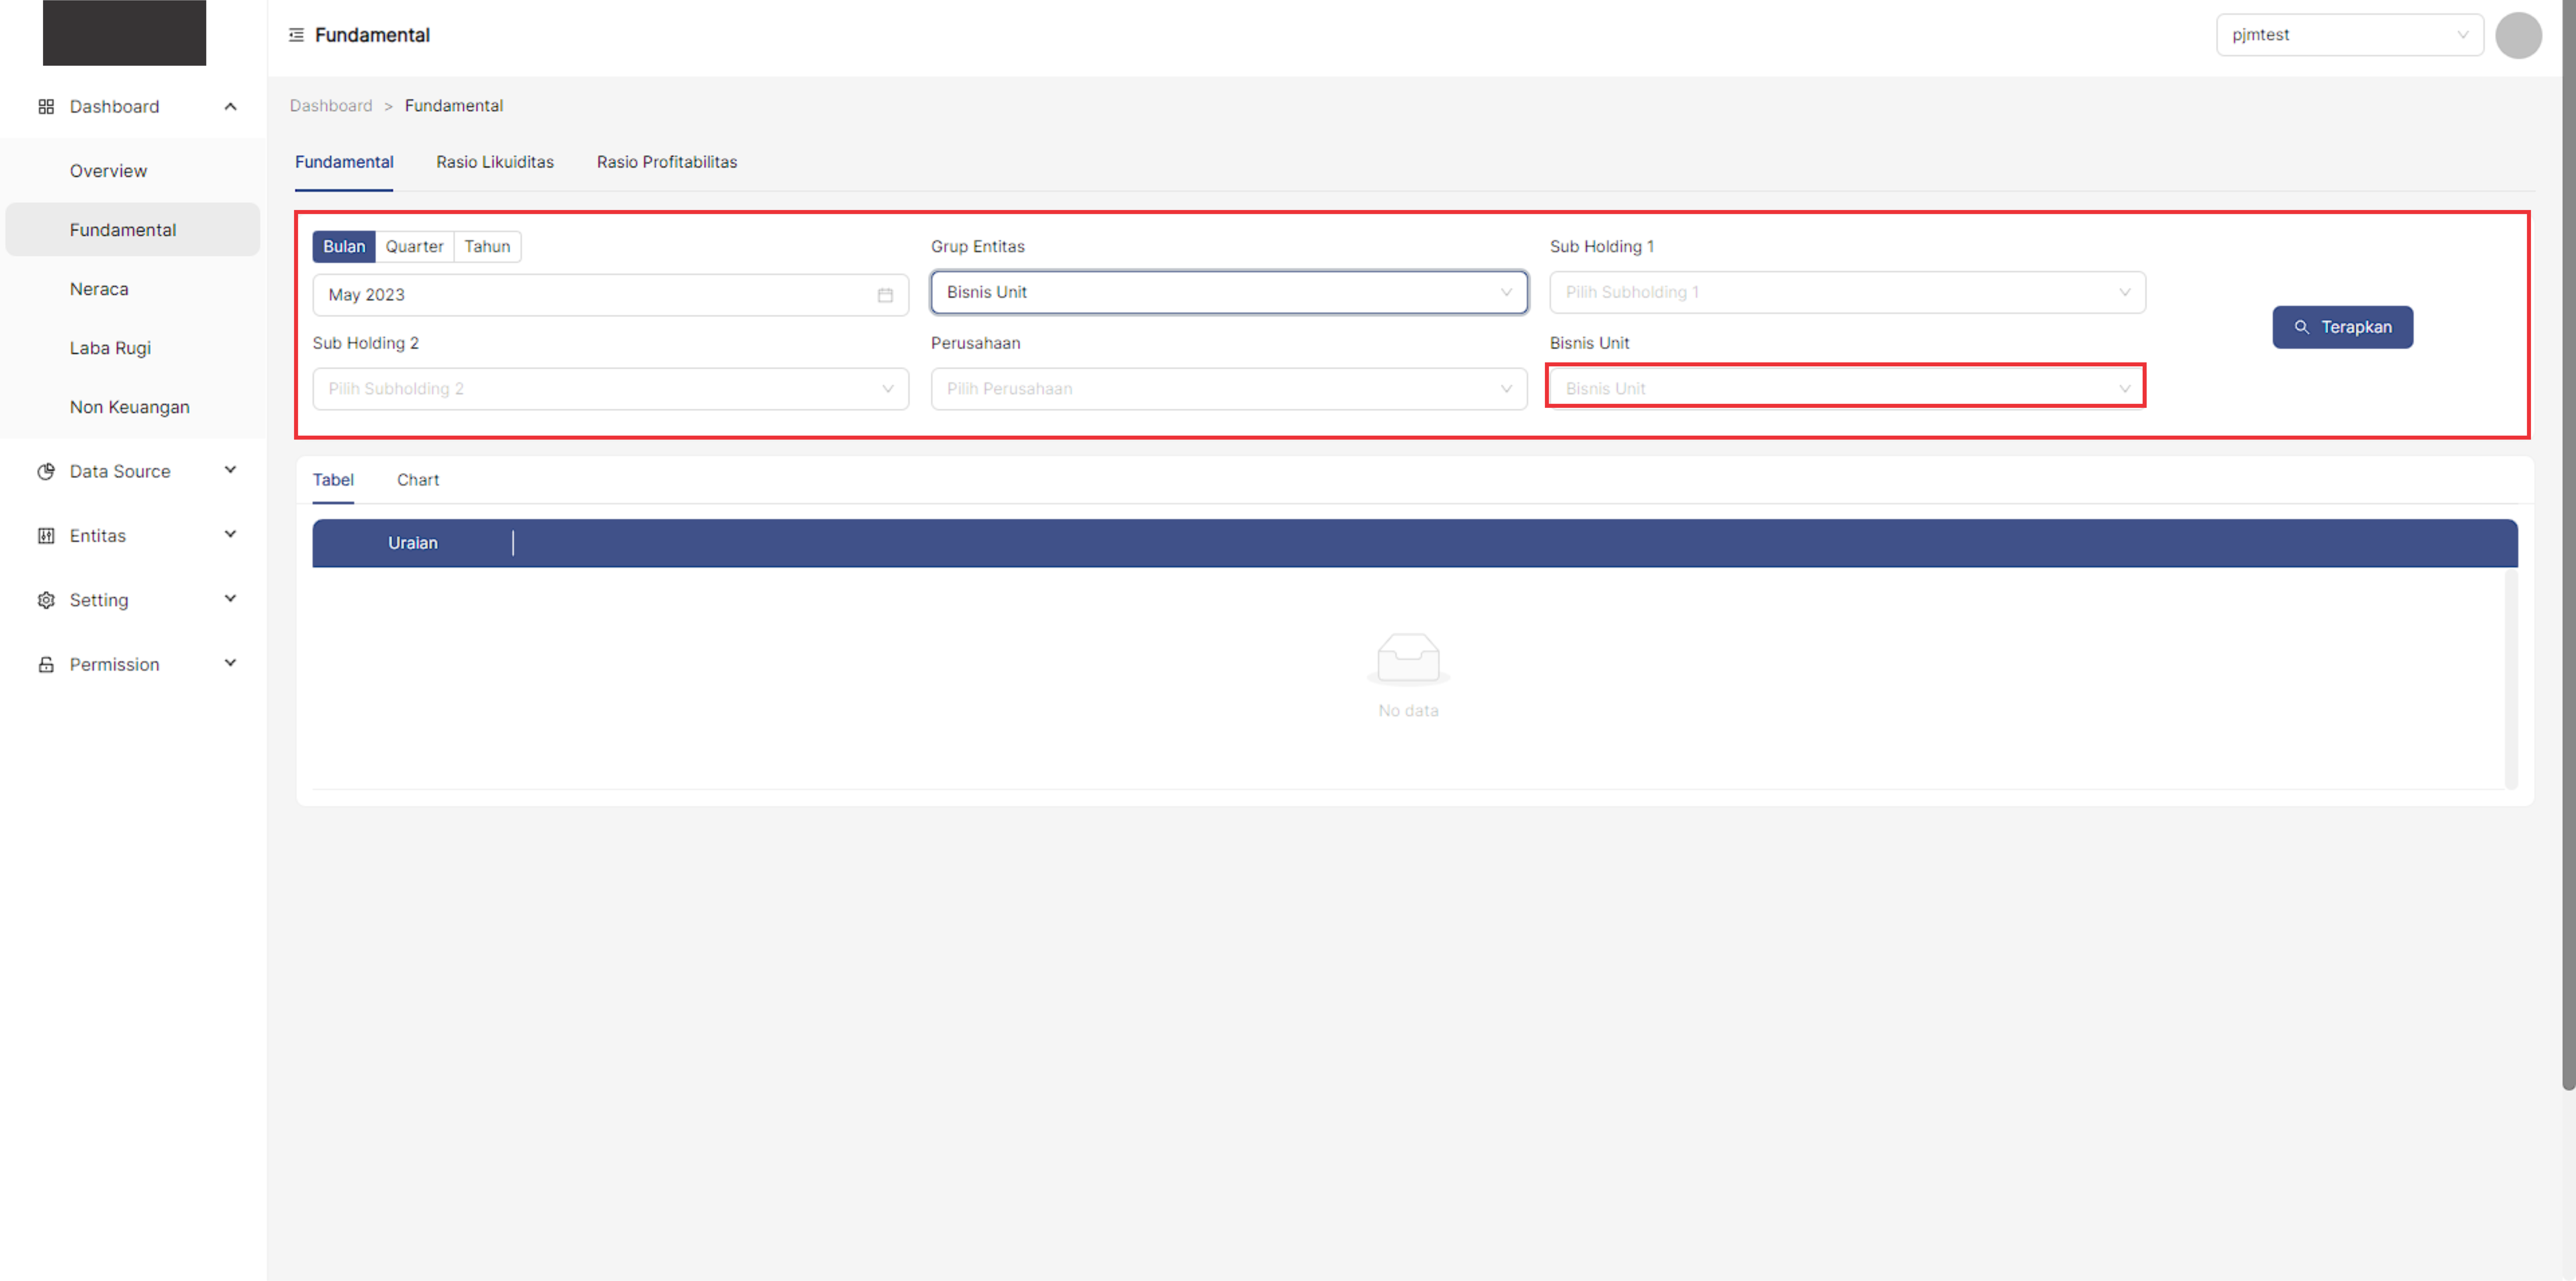 Fundamental
pjmtest
Dashboard
Overview
Fundamental
Neraca
Laba Rugi
Non Keuangan
Data Source
Entitas
Setting
Permission
Dashboard > Fundamental
Fundamental Rasio Likuiditas Rasio Profitabilitas
Bulan Quarter Tahun
May 2023
Grup Entitas
Bisnis Unit
Sub Holding 1
Pilih Subholding 1
Sub Holding 2
Pilih Subholding 2
Perusahaan
Pilih Perusahaan
Bisnis Unit
Bisnis Unit
Terapkan
Tabel Chart
Uraian
No data